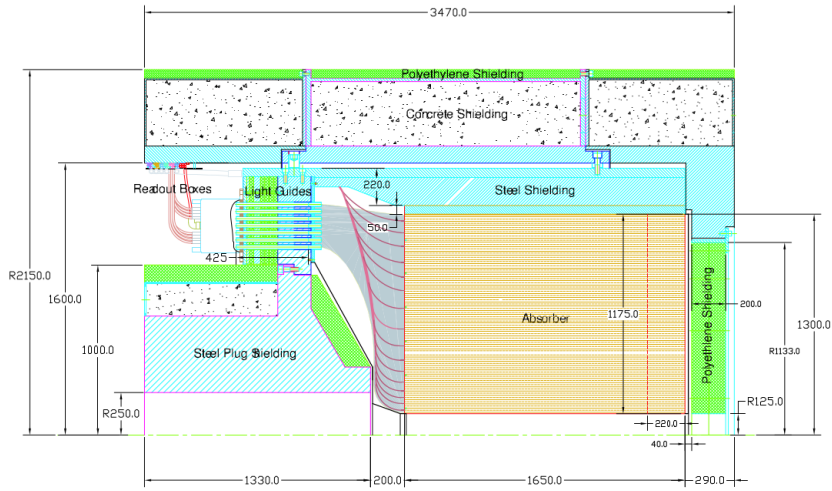 3470.0
Polyethylene Shielding
Concrete Shielding
Readout Boxes
Light Guides
220.0
Steel Shielding
50.0
425
R2150.0
1600.0
1000.0
200.0
1175.0
Absorber
1300.0
Steel Plug Shielding
Polyethlene Shielding
R1133.0
R250.0
R125.0
220.0
40.0
1330.0
200.0
1650.0
290.0